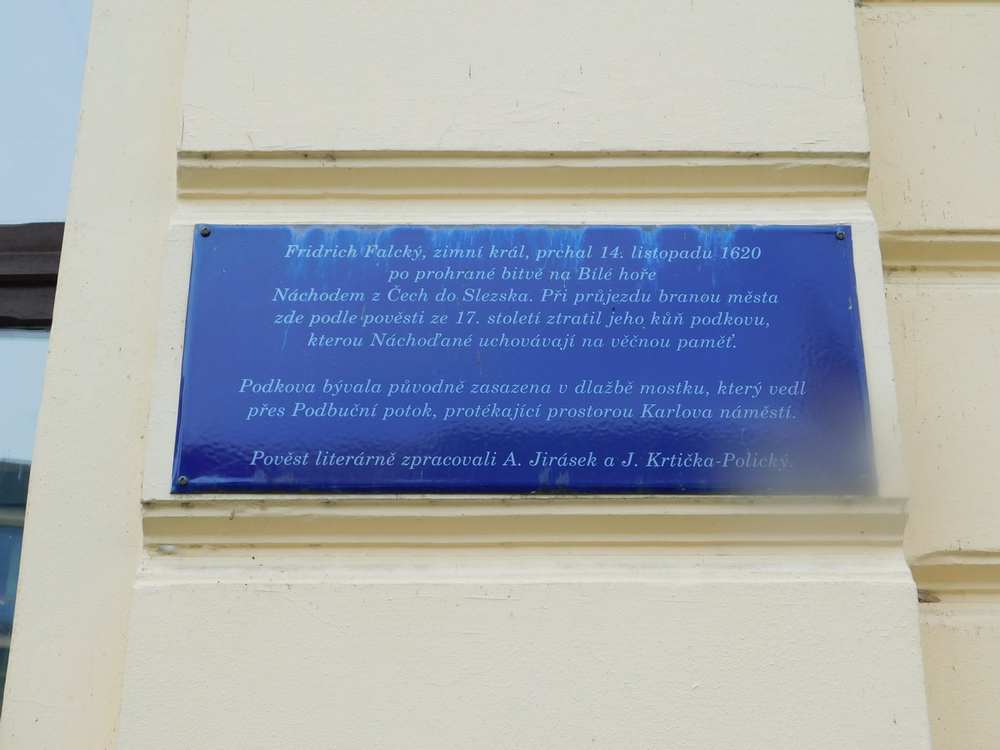 Fridrich Falcký, zimní král, prchal 14. listopadu 1620
po prohrané bitvě na Bílé hoře
Náchodem z Čech do Slezska. Při průjezdu branou města
zde podle pověsti ze 17. století ztratil jeho kůň podkovu,
kterou Náchoďané uchovávají na věčnou paměť.
Podkova bývala původně zasazena v dlažbě mostku, který vedl
přes Podbuční potok, protékající prostorou Karlova náměstí.
Pověst literárně zpracovali A. Jirásek a J. Krtička-Polický.